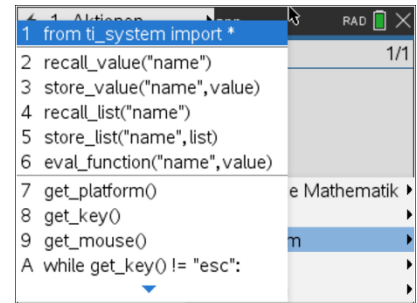 1 Aktionen
RAD
1 from ti_system import *
1/1
2 recall_value("name")
3 store_value("name",value)
4 recall_list("name")
5 store_list("name",list)
6 eval_function("name",value)
7 get_platform()
e Mathematik
8 get_key()
9 get_mouse()
m
A while get_key() != "esc":